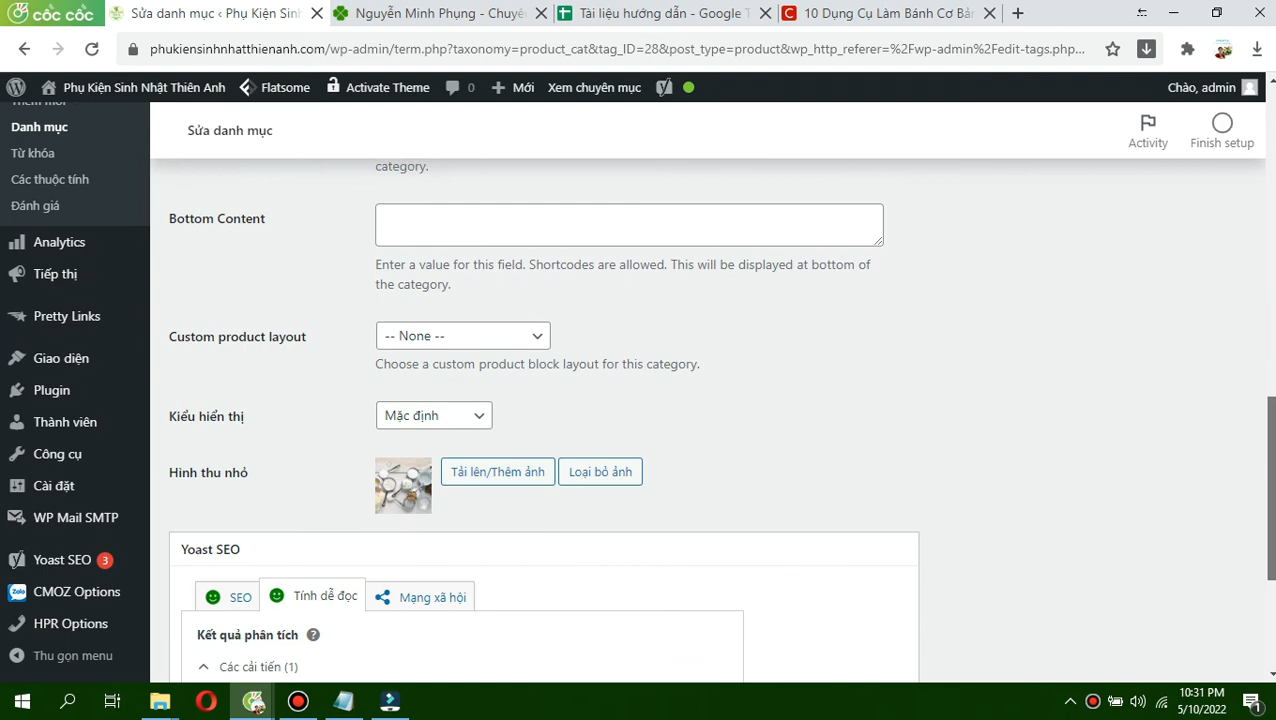 cốc cốc
Sửa danh mục ‹ Phụ Kiện Sinh
Nguyễn Minh Phong - Chuyên
Tài liệu hướng dẫn - Google T
10 Dụng Cụ Làm Bánh Cơ Bản
phukiensinhnhatthienanh.com/wp-admin/term.php?taxonomy=product_cat&tag_ID=28&post_type=product&wp_http_referer=%2Fwp-admin%2Fedit-tags.php...
Phụ Kiện Sinh Nhật Thiên Anh
Flatsome
Activate Theme
0
Mới
Xem chuyên mục
Chào, admin
Thêm mới
Danh mục
Từ khóa
Các thuộc tính
Đánh giá
Analytics
Tiếp thị
Pretty Links
Giao diện
Plugin
Thành viên
Công cụ
Cài đặt
WP Mail SMTP
Yoast SEO 3
Zalo CMOZ Options
HPR Options
Thu gọn menu
Sửa danh mục
Activity
Finish setup
category.
Bottom Content
Enter a value for this field. Shortcodes are allowed. This will be displayed at bottom of
the category.
Custom product layout
-- None --
Choose a custom product block layout for this category.
Kiểu hiển thị
Mặc định
Hình thu nhỏ
Tải lên/Thêm ảnh
Loại bỏ ảnh
Yoast SEO
SEO
Tính dễ đọc
Mạng xã hội
Kết quả phân tích ?
Các cải tiến (1)
10:31 PM
5/10/2022
1